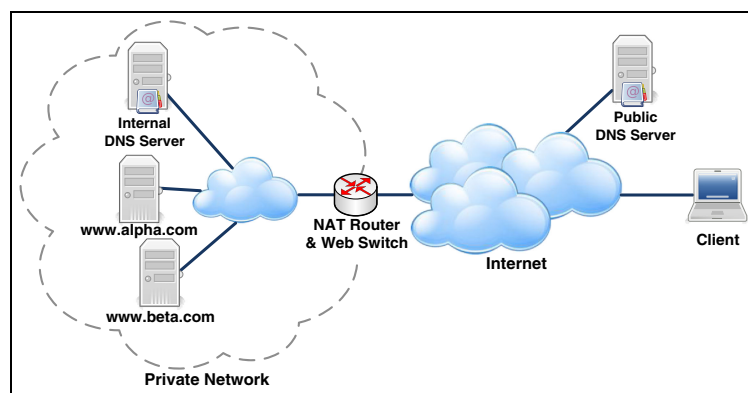 Internal
DNS Server
www.alpha.com
www.beta.com
Private Network
NAT Router
& Web Switch
Internet
Public
DNS Server
Client
@
@